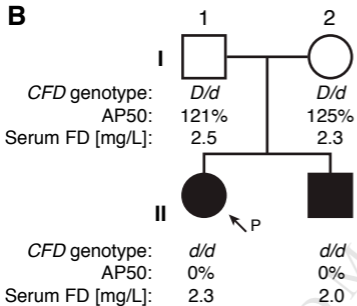 B
1 2
I
CFD genotype: D/d D/d
AP50: 121% 125%
Serum FD [mg/L]: 2.5 2.3
II
P
CFD genotype: d/d d/d
AP50: 0% 0%
Serum FD [mg/L]: 2.3 2.0